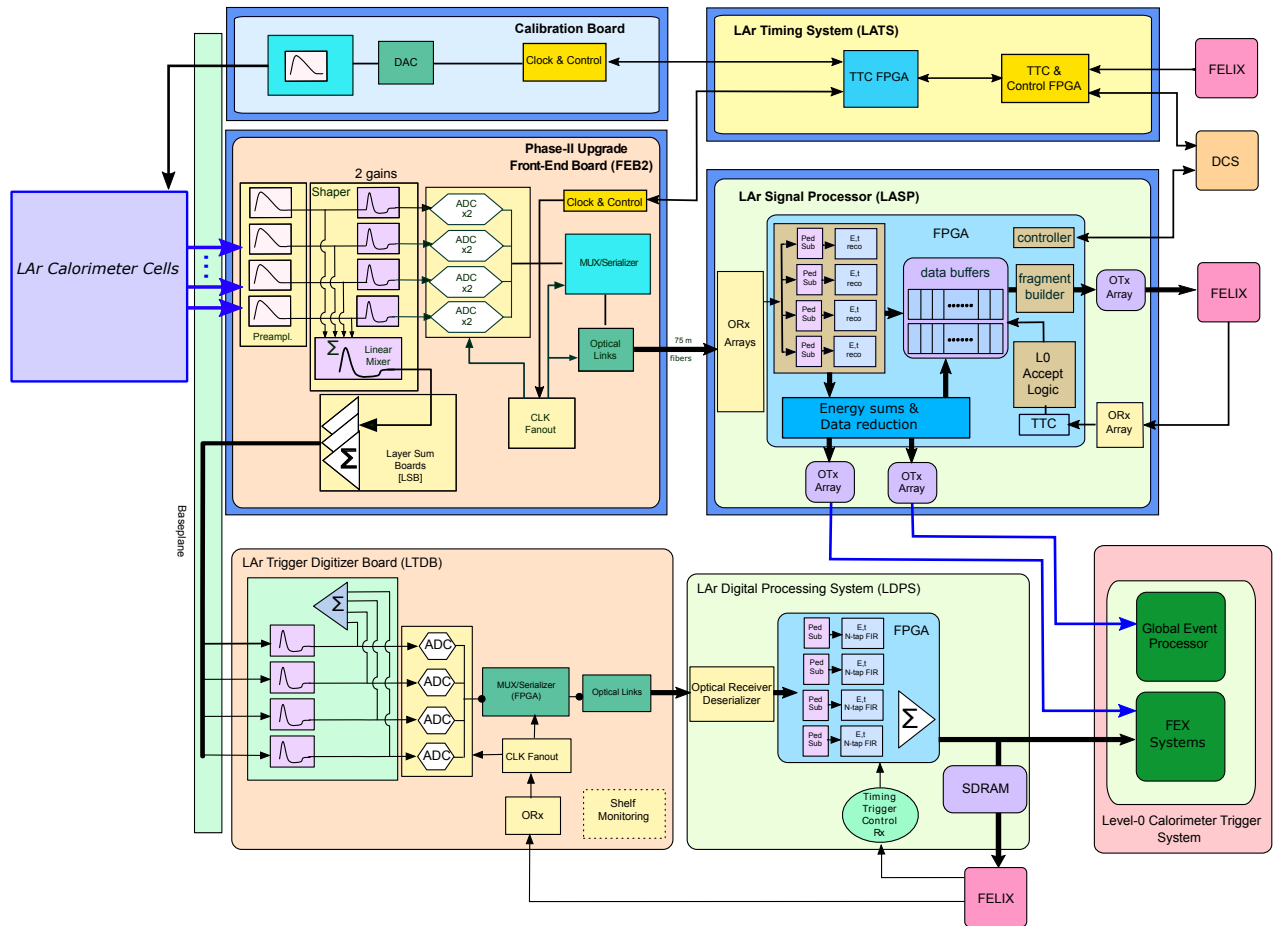 Calibration Board
DAC
Clock & Control
LAr Timing System (LATS)
TTC FPGA
TTC &
Control FPGA
FELIX
DCS
Phase-II Upgrade
Front-End Board (FEB2)
2 gains
Shaper
ADC
x2
ADC
x2
ADC
x2
ADC
x2
Clock & Control
MUX/Serializer
Optical
Links
Preampl.
Σ
Linear
Mixer
CLK
Fanout
Σ
Layer Sum
Boards
[LSB]
LAr Calorimeter Cells
75 m
fibers
LAr Signal Processor (LASP)
FPGA
ORx
Arrays
Ped
Sub
E,t
reco
Ped
Sub
E,t
reco
Ped
Sub
E,t
reco
Ped
Sub
E,t
reco
data buffers
controller
fragment
builder
OTx
Array
FELIX
L0
Accept
Logic
TTC
ORx
Array
Energy sums &
Data reduction
OTx
Array
OTx
Array
Baseplane
LAr Trigger Digitizer Board (LTDB)
Σ
ADC
ADC
ADC
ADC
MUX/Serializer
(FPGA)
Optical Links
CLK Fanout
ORx
Shelf
Monitoring
LAr Digital Processing System (LDPS)
Optical Receiver
Deserializer
FPGA
Ped
Sub
E,t
N-tap FIR
Ped
Sub
E,t
N-tap FIR
Ped
Sub
E,t
N-tap FIR
Ped
Sub
E,t
N-tap FIR
Σ
Timing
Trigger
Control
Rx
SDRAM
FELIX
Global Event
Processor
FEX
Systems
Level-0 Calorimeter Trigger
System